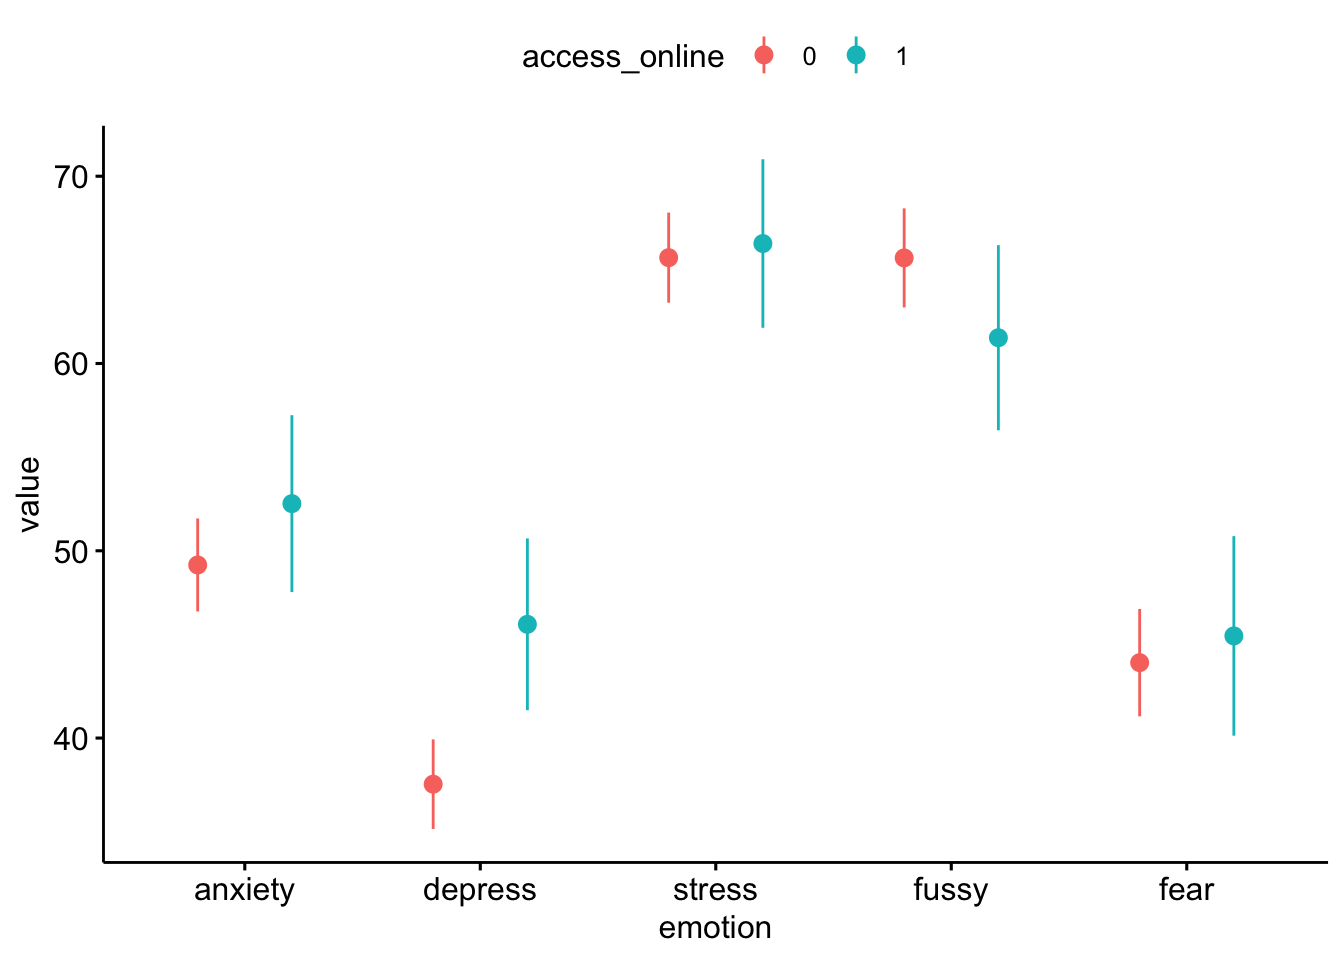 access_online 0 1
70
60
50
40
value
anxiety depress stress fussy fear
emotion